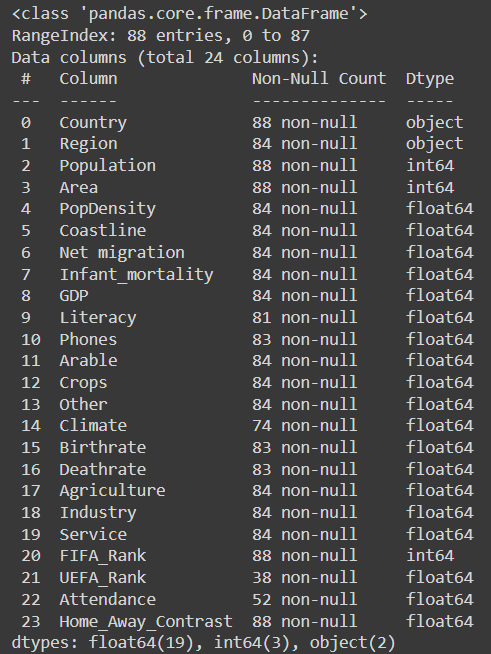 <class 'pandas.core.frame.DataFrame'>
RangeIndex: 88 entries, 0 to 87
Data columns (total 24 columns):
 #   Column             Non-Null Count  Dtype
---  ------             --------------  -----
 0   Country            88 non-null     object
 1   Region             84 non-null     object
 2   Population         88 non-null     int64
 3   Area               88 non-null     int64
 4   PopDensity         84 non-null     float64
 5   Coastline          84 non-null     float64
 6   Net migration      84 non-null     float64
 7   Infant_mortality   84 non-null     float64
 8   GDP                84 non-null     float64
 9   Literacy           81 non-null     float64
 10  Phones             83 non-null     float64
 11  Arable             84 non-null     float64
 12  Crops              84 non-null     float64
 13  Other              84 non-null     float64
 14  Climate            74 non-null     float64
 15  Birthrate          83 non-null     float64
 16  Deathrate          83 non-null     float64
 17  Agriculture        84 non-null     float64
 18  Industry           84 non-null     float64
 19  Service            84 non-null     float64
 20  FIFA_Rank          88 non-null     int64
 21  UEFA_Rank          38 non-null     float64
 22  Attendance         52 non-null     float64
 23  Home_Away_Contrast 88 non-null     float64
dtypes: float64(19), int64(3), object(2)